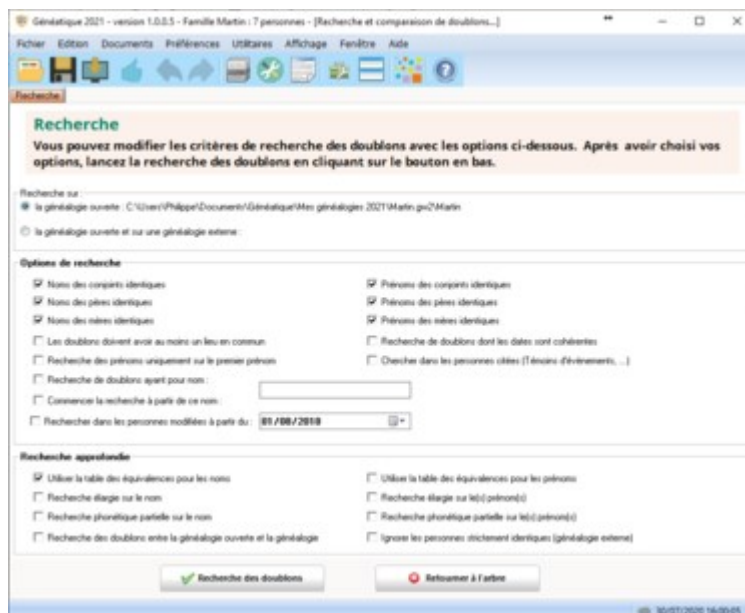 Généatique 2021 - version 1.0.0.5 - Famille Martin : 7 personnes - [Recherche et comparaison de doublons...]
Fichier Edition Documents Préférences Utilitaires Affichage Fenêtre Aide
Recherche
Recherche
Vous pouvez modifier les critères de recherche des doublons avec les options ci-dessous. Après avoir choisi vos
options, lancez la recherche des doublons en cliquant sur le bouton en bas.
Recherche sur :
la généalogie ouverte : C:\Users\Philippe\Documents\Généatique\Mes généalogies 2021\Martin.gw2\Martin
la généalogie ouverte et sur une généalogie externe :
Options de recherche
Noms des conjoints identiques Prénoms des conjoints identiques
Noms des pères identiques Prénoms des pères identiques
Noms des mères identiques Prénoms des mères identiques
Les doublons doivent avoir au moins un lieu en commun Recherche de doublons dont les dates sont cohérentes
Recherche des prénoms uniquement sur le premier prénom Chercher dans les personnes citées (Témoins d'évènements, ...)
Recherche de doublons ayant pour nom :
Commencer la recherche à partir de ce nom :
Rechercher dans les personnes modifiées à partir du : 01/08/2018
Recherche approfondie
Utiliser la table des équivalences pour les noms Utiliser la table des équivalences pour les prénoms
Recherche élargie sur le nom Recherche élargie sur le(s) prénom(s)
Recherche phonétique partielle sur le nom Recherche phonétique partielle sur le(s) prénom(s)
Recherche des doublons entre la généalogie ouverte et la généalogie Ignorer les personnes strictement identiques (généalogie externe)
Recherche des doublons Retourner à l'arbre
30/07/2020 16:00:03